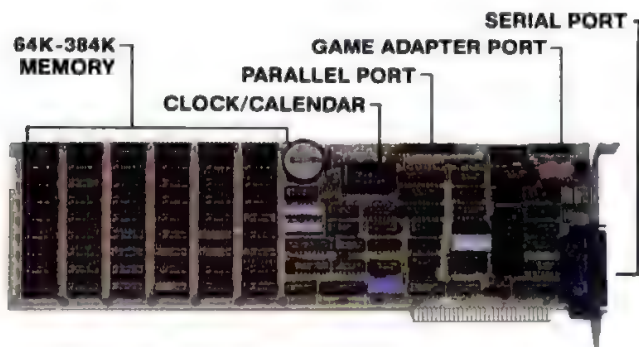 SERIAL PORT
64K-384K
MEMORY
GAME ADAPTER PORT
PARALLEL PORT
CLOCK/CALENDAR